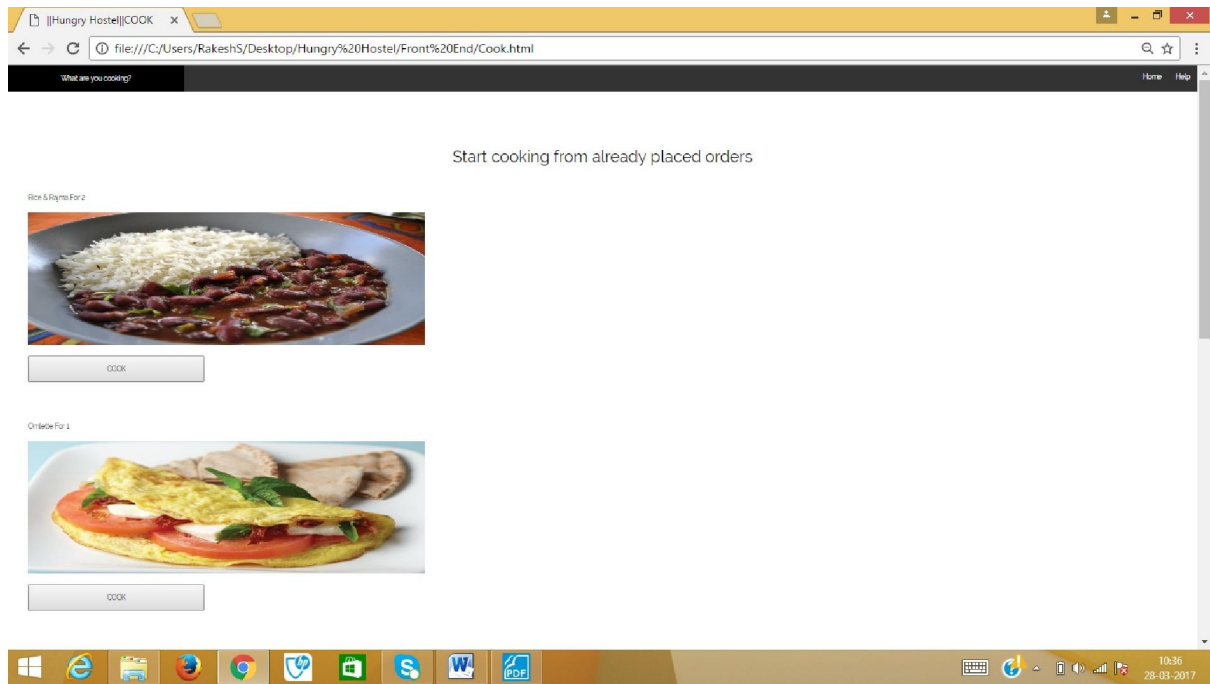 ||Hungry Hostel||COOK
file:///C:/Users/RakeshS/Desktop/Hungry%20Hostel/Front%20End/Cook.html
What are you cooking?
Home Help
Start cooking from already placed orders
Rice & Rajma For 2
COOK
Omlette For 1
COOK
hp
S
W
PDF
10:36
28-03-2017